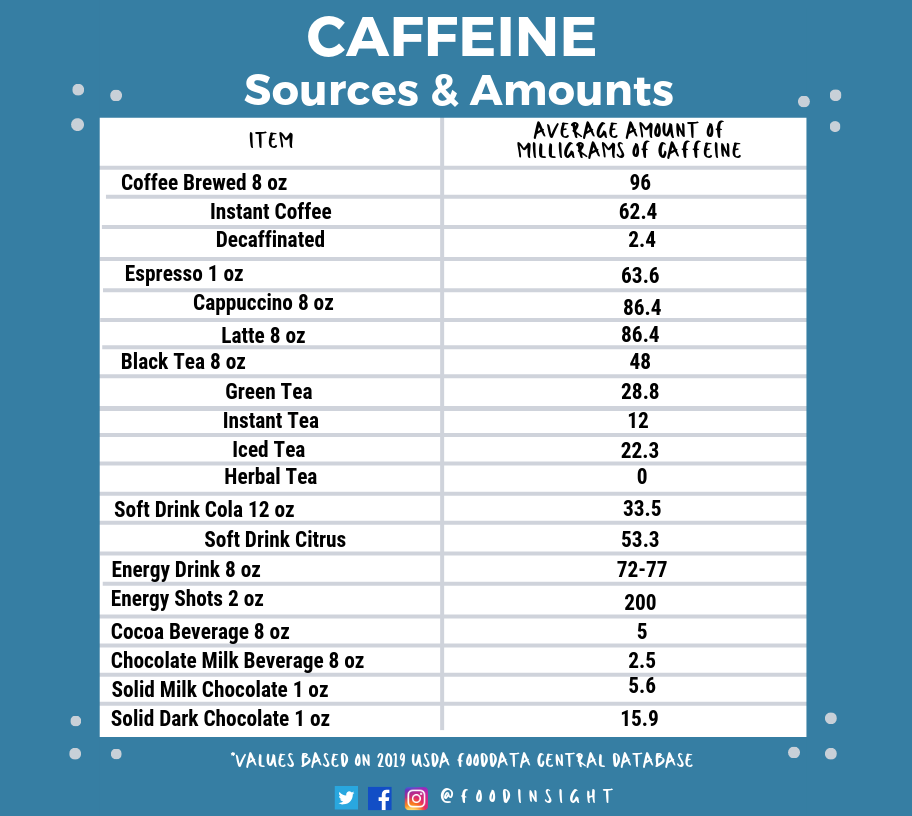 CAFFEINE
Sources & Amounts
ITEM
AVERAGE AMOUNT OF
MILLIGRAMS OF CAFFEINE
Coffee Brewed 8 oz 96
Instant Coffee 62.4
Decaffinated 2.4
Espresso 1 oz 63.6
Cappuccino 8 oz 86.4
Latte 8 oz 86.4
Black Tea 8 oz 48
Green Tea 28.8
Instant Tea 12
Iced Tea 22.3
Herbal Tea 0
Soft Drink Cola 12 oz 33.5
Soft Drink Citrus 53.3
Energy Drink 8 oz 72-77
Energy Shots 2 oz 200
Cocoa Beverage 8 oz 5
Chocolate Milk Beverage 8 oz 2.5
Solid Milk Chocolate 1 oz 5.6
Solid Dark Chocolate 1 oz 15.9
*VALUES BASED ON 2019 USDA FOODDATA CENTRAL DATABASE
@FOODINSIGHT